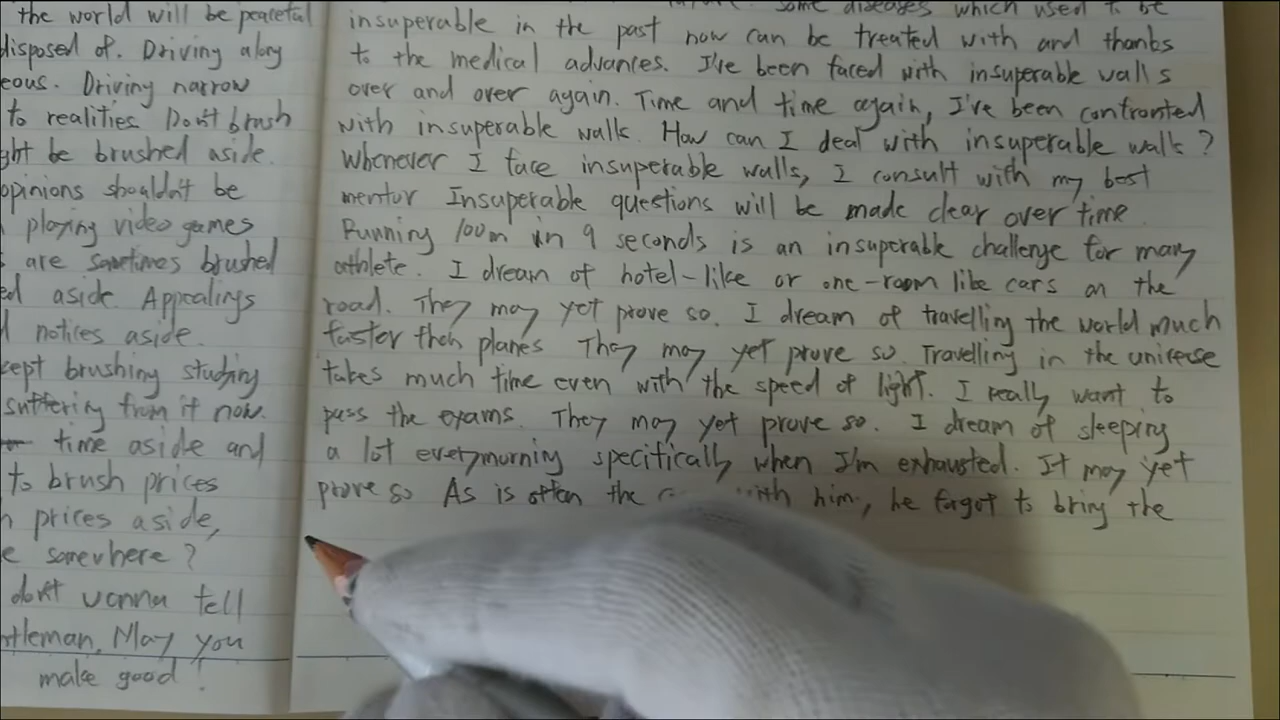 the world will be peaceful
disposed of. Driving along
eous. Driving narrow
to realities. Don't brush
ght be brushed aside.
opinions shouldn't be
playing video games
are sometimes brushed
ed aside. Appealings
notices aside.
cept brushing studying
suffering from it now.
time aside and
to brush prices
prices aside,
e somewhere?
don't wanna tell
ntleman. May you
make good!
some diseases which used to be
insuperable in the past now can be treated with and thanks
to the medical advances. I've been faced with insuperable walls
over and over again. Time and time again, I've been confronted
with insuperable walls. How can I deal with insuperable walls?
Whenever I face insuperable walls, I consult with my best
mentor Insuperable questions will be made clear over time.
Running 100m in 9 seconds is an insuperable challenge for many
athlete. I dream of hotel-like or one-room like cars on the
road. They may yet prove so. I dream of travelling the world much
faster than planes They may yet prove so. Travelling in the universe
takes much time even with the speed of light. I really want to
pass the exams. They may yet prove so. I dream of sleeping
a lot everymorning specifically when I'm exhausted. It may yet
prove so As is often the with him, he forgot to bring the